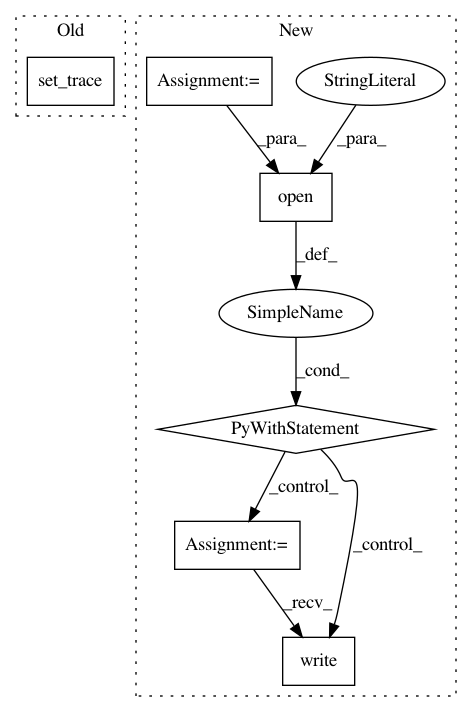 Old
New
set_trace
Assignment:=
StringLiteral
_para_
_para_
open
_def_
SimpleName
_cond_
PyWithStatement
_control_
_control_
Assignment:=
_recv_
write